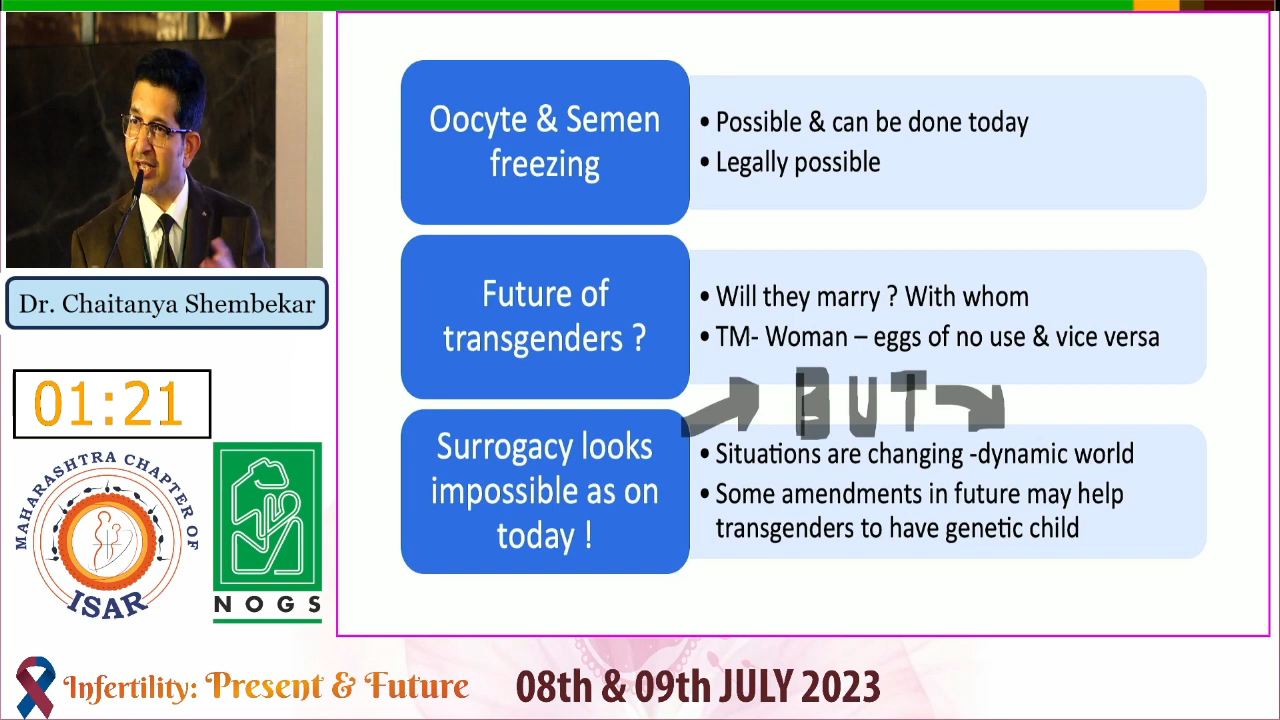 Oocyte & Semen
freezing
• Possible & can be done today
• Legally possible
Future of
transgenders ?
• Will they marry ? With whom
• TM- Woman – eggs of no use & vice versa
BUT
Surrogacy looks
impossible as on
today !
• Situations are changing -dynamic world
• Some amendments in future may help
transgenders to have genetic child
Dr. Chaitanya Shembekar
01:21
MAHARASHTRA CHAPTER OF
ISAR
NOGS
Infertility: Present & Future
08th & 09th JULY 2023